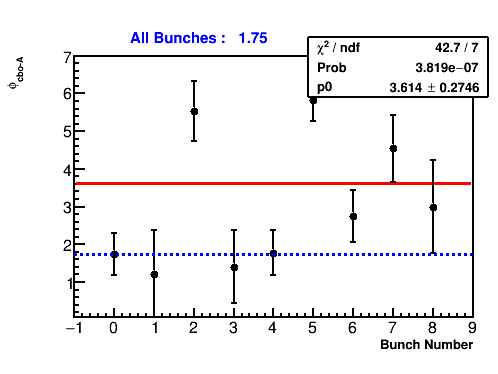 All Bunches : 1.75
χ² / ndf 42.7 / 7
Prob 3.819e−07
p0 3.614 ± 0.2746
ϕcbo-A
7
6
5
4
3
2
1
−1 0 1 2 3 4 5 6 7 8 9
Bunch Number